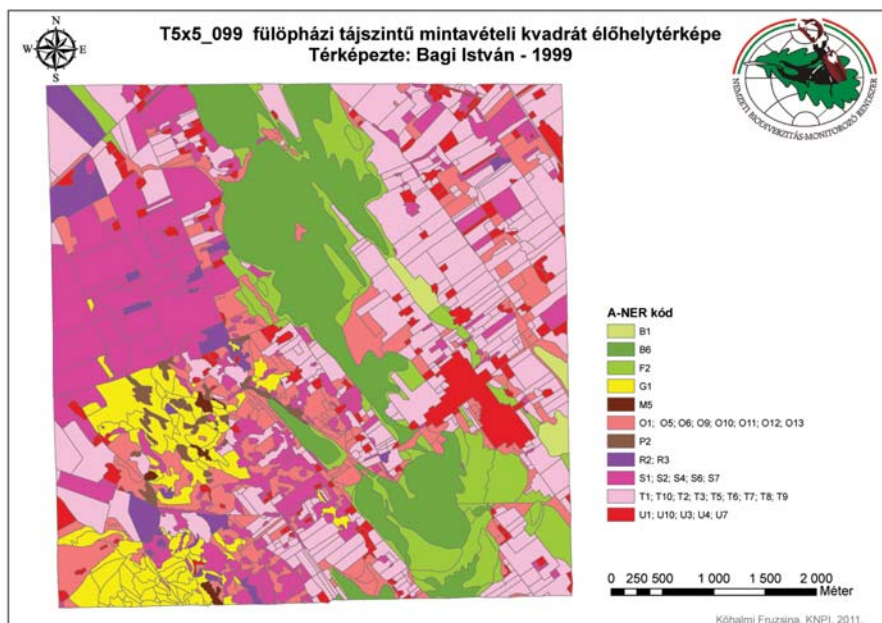 T5x5_099 fülöpházi tájszintű mintavételi kvadrát élőhelytérképe
Térképezte: Bagi István - 1999
N
W
E
S
NEMZETI BIODIVERZITÁS-MONITOROZÓ RENDSZER
A-NER kód
B1
B6
F2
G1
M5
O1; O5; O6; O9; O10; O11; O12; O13
P2
R2; R3
S1; S2; S4; S6; S7
T1; T10; T2; T3; T5; T6; T7; T8; T9
U1; U10; U3; U4; U7
0 250 500 1 000 1 500 2 000
Méter
Kőhalmi Fruzsina, KNPI, 2011.